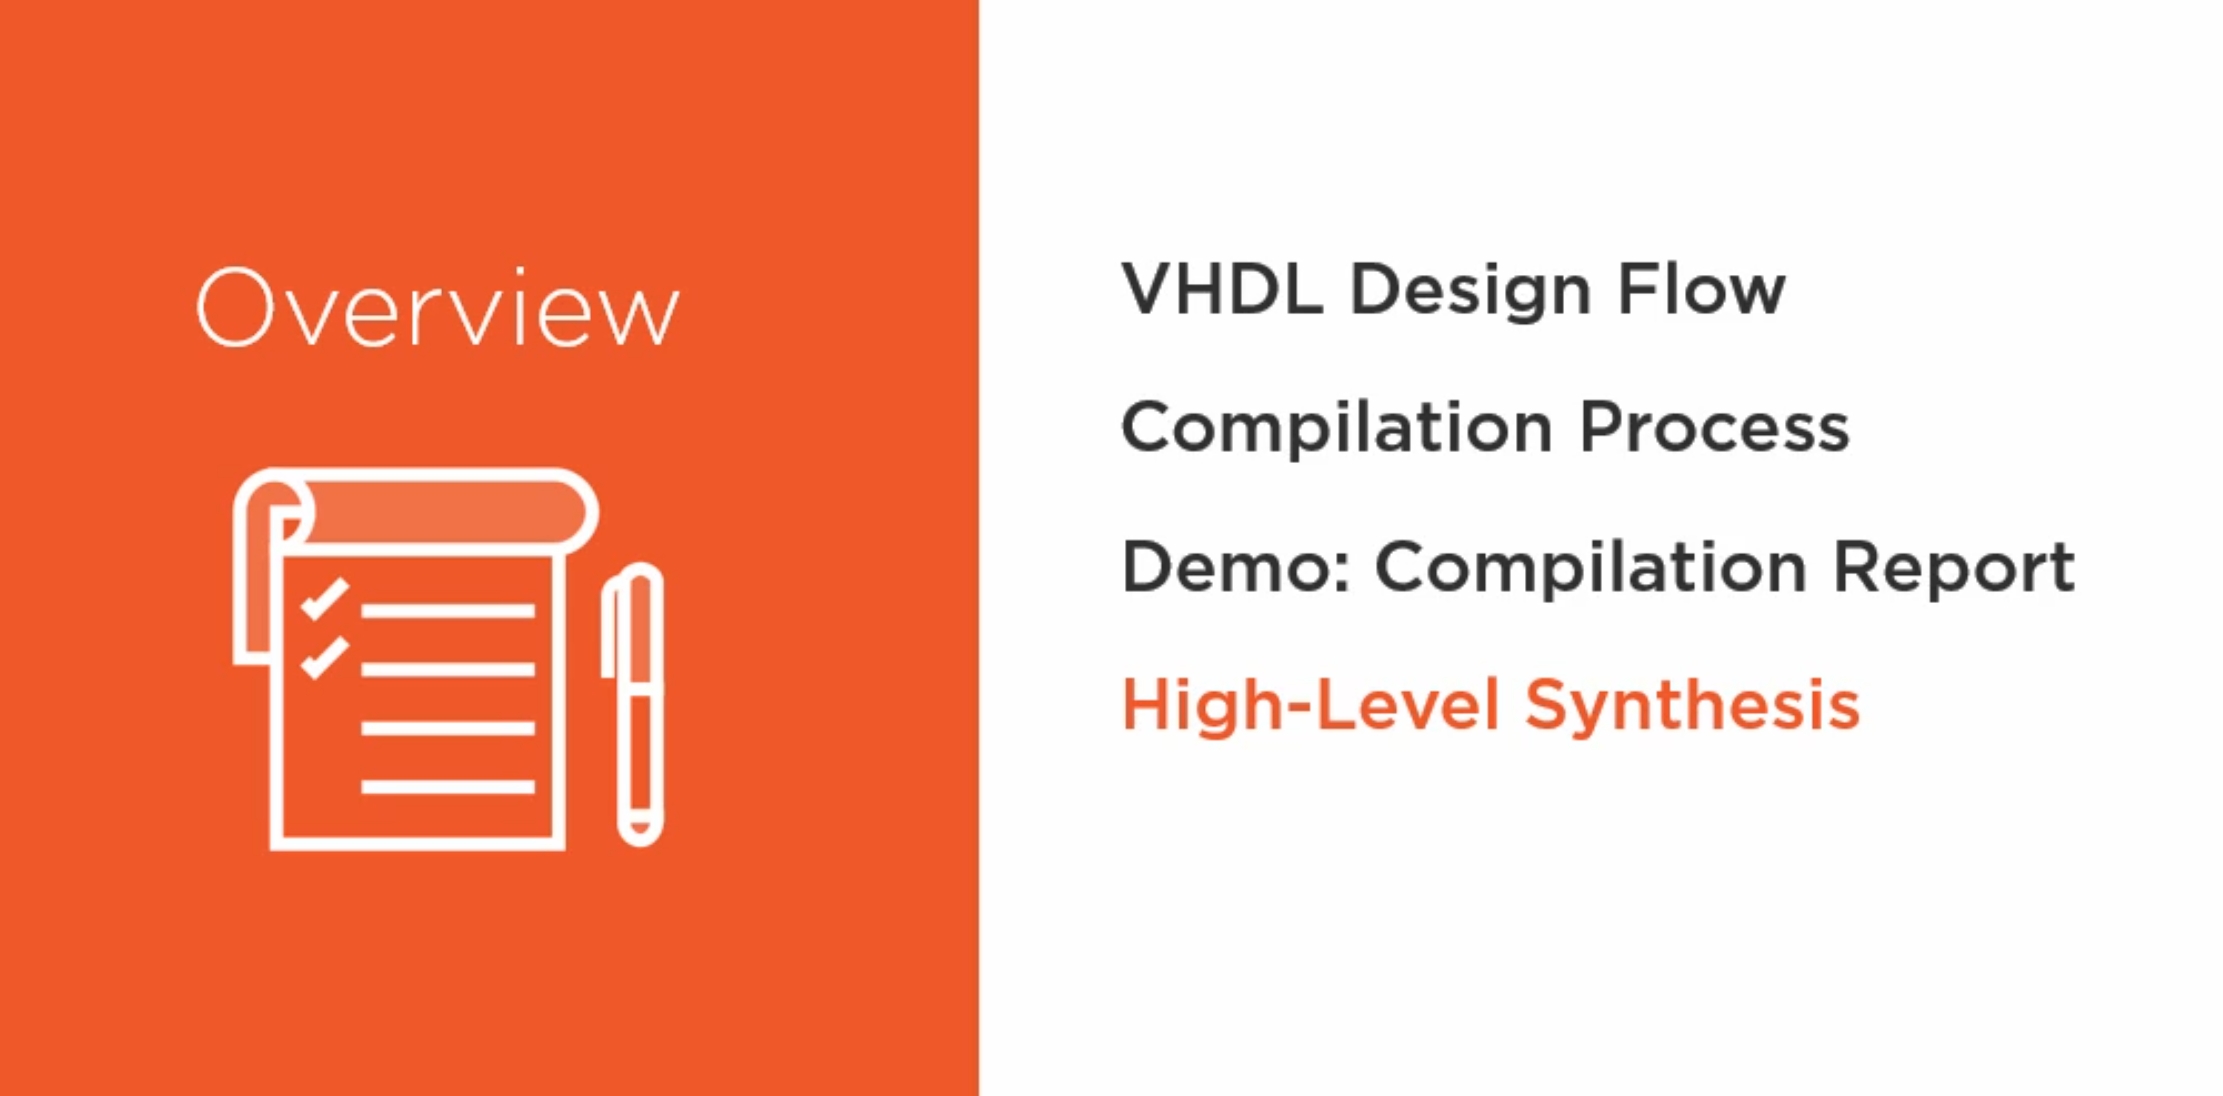 Overview
VHDL Design Flow
Compilation Process
Demo: Compilation Report
High-Level Synthesis